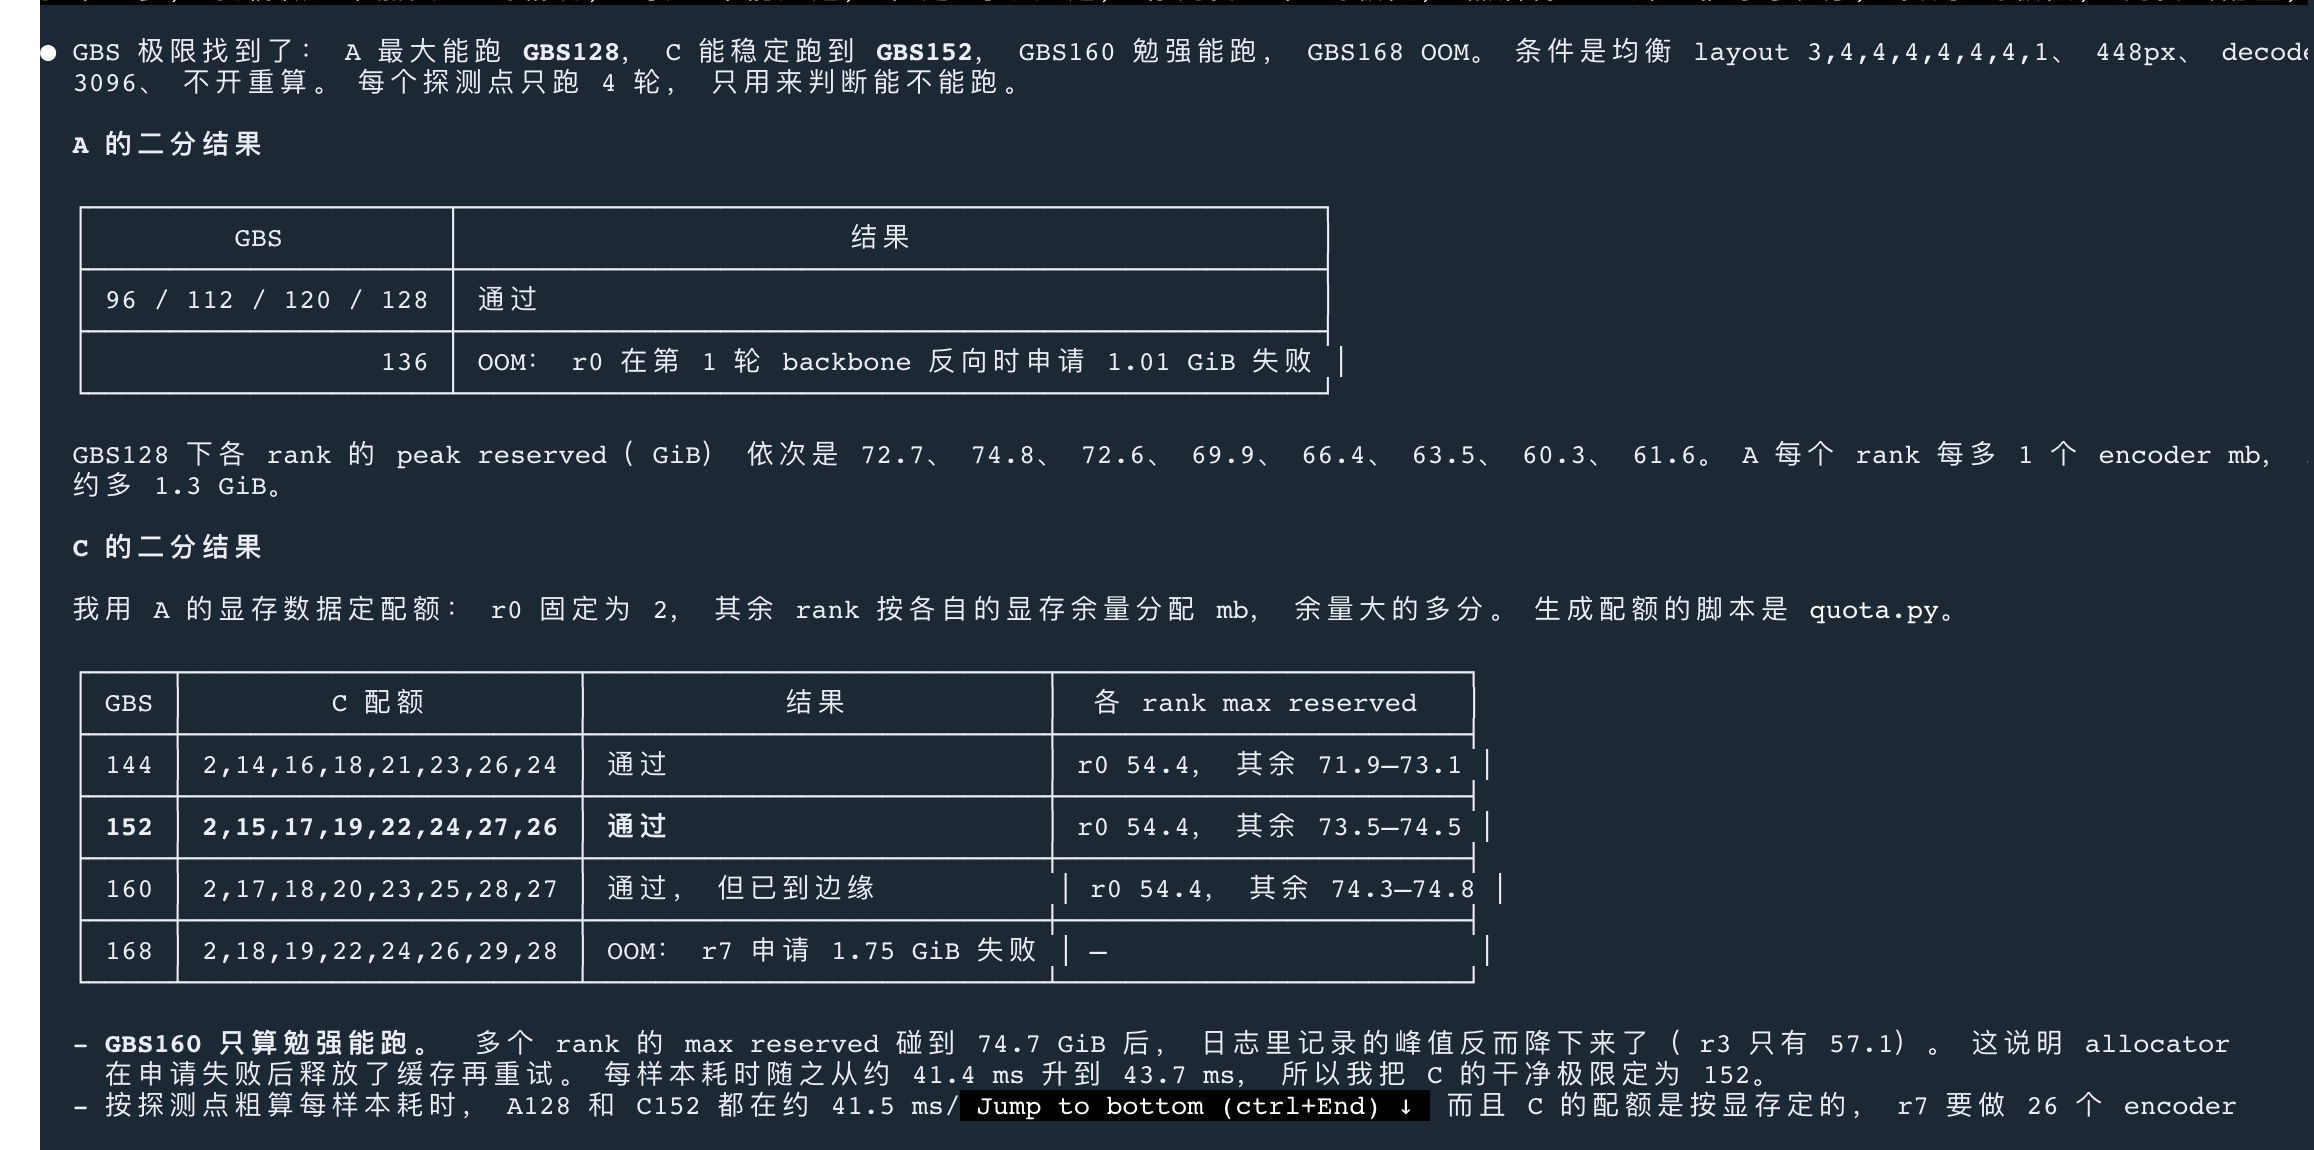 ● GBS 极限找到了： A 最大能跑 GBS128， C 能稳定跑到 GBS152， GBS160 勉强能跑， GBS168 OOM。 条件是均衡 layout 3,4,4,4,4,4,4,1、 448px、
3096、 不开重算。 每个探测点只跑 4 轮， 只用来判断能不能跑。
A 的二分结果
GBS 结果
96 / 112 / 120 / 128 通过
136 OOM： r0 在第 1 轮 backbone 反向时申请 1.01 GiB 失败
GBS128 下各 rank 的 peak reserved（ GiB） 依次是 72.7、 74.8、 72.6、 69.9、 66.4、 63.5、 60.3、 61.6。 A 每个 rank 每多 1 个 encoder mb，
约多 1.3 GiB。
C 的二分结果
我用 A 的显存数据定配额： r0 固定为 2， 其余 rank 按各自的显存余量分配 mb， 余量大的多分。 生成配额的脚本是 quota.py。
GBS C 配额 结果 各 rank max reserved
144 2,14,16,18,21,23,26,24 通过 r0 54.4， 其余 71.9–73.1
152 2,15,17,19,22,24,27,26 通过 r0 54.4， 其余 73.5–74.5
160 2,17,18,20,23,25,28,27 通过， 但已到边缘 r0 54.4， 其余 74.3–74.8
168 2,18,19,22,24,26,29,28 OOM： r7 申请 1.75 GiB 失败 –
– GBS160 只算勉强能跑。 多个 rank 的 max reserved 碰到 74.7 GiB 后， 日志里记录的峰值反而降下来了（ r3 只有 57.1）。 这说明 allocator
在申请失败后释放了缓存再重试。 每样本耗时随之从约 41.4 ms 升到 43.7 ms， 所以我把 C 的干净极限定为 152。
– 按探测点粗算每样本耗时， A128 和 C152 都在约 41.5 ms/ Jump to bottom (ctrl+End) ↓ 而且 C 的配额是按显存定的， r7 要做 26 个 encoder